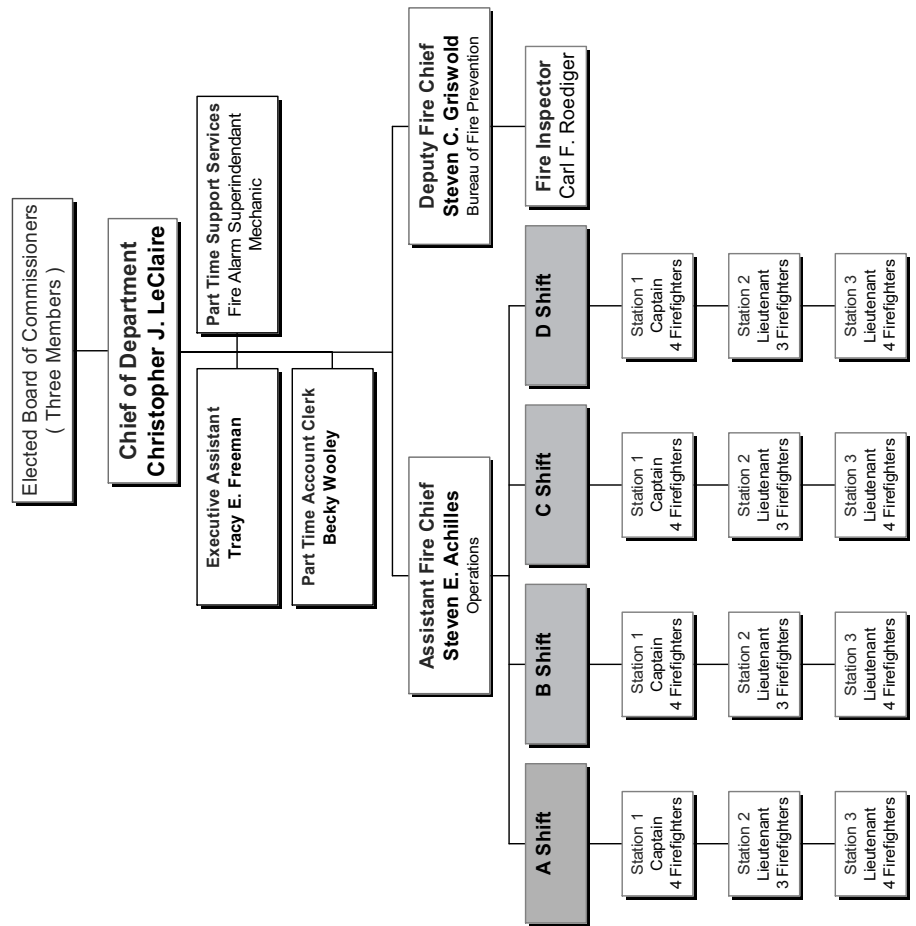 Elected Board of Commissioners
( Three Members )
Chief of Department
Christopher J. LeClaire
Executive Assistant
Tracy E. Freeman
Part Time Support Services
Fire Alarm Superindendant
Mechanic
Part Time Account Clerk
Becky Wooley
Assistant Fire Chief
Steven E. Achilles
Operations
Deputy Fire Chief
Steven C. Griswold
Bureau of Fire Prevention
Fire Inspector
Carl F. Roediger
A Shift
Station 1
Captain
4 Firefighters
Station 2
Lieutenant
3 Firefighters
Station 3
Lieutenant
4 Firefighters
B Shift
Station 1
Captain
4 Firefighters
Station 2
Lieutenant
3 Firefighters
Station 3
Lieutenant
4 Firefighters
C Shift
Station 1
Captain
4 Firefighters
Station 2
Lieutenant
3 Firefighters
Station 3
Lieutenant
4 Firefighters
D Shift
Station 1
Captain
4 Firefighters
Station 2
Lieutenant
3 Firefighters
Station 3
Lieutenant
4 Firefighters